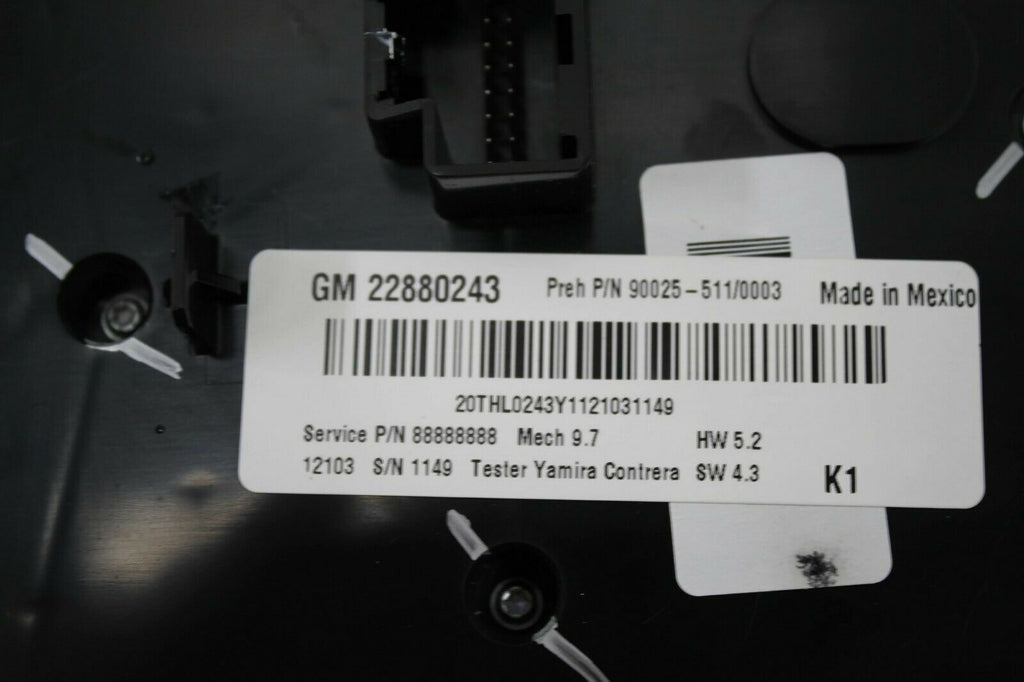 GM 22880243 Preh P/N 90025-511/0003 Made in Mexico
20THL0243Y1121031149
Service P/N 88888888 Mech 9.7 HW 5.2
12103 S/N 1149 Tester Yamira Contrera SW 4.3 K1